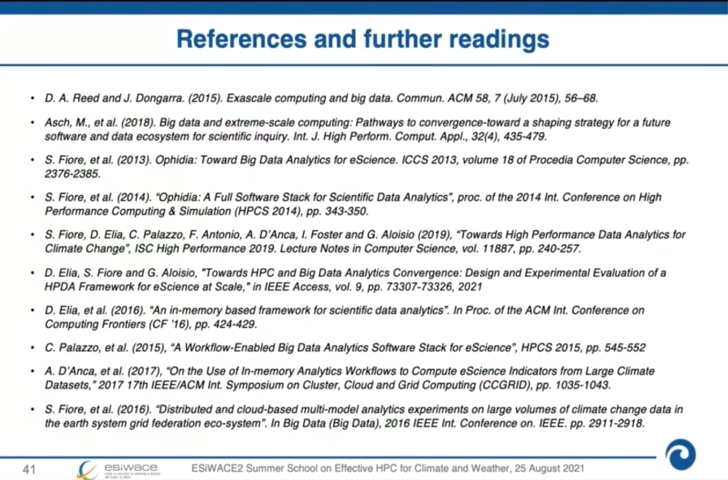 References and further readings
• D. A. Reed and J. Dongarra. (2015). Exascale computing and big data. Commun. ACM 58, 7 (July 2015), 56–68.
• Asch, M., et al. (2018). Big data and extreme-scale computing: Pathways to convergence-toward a shaping strategy for a future
software and data ecosystem for scientific inquiry. Int. J. High Perform. Comput. Appl., 32(4), 435-479.
• S. Fiore, et al. (2013). Ophidia: Toward Big Data Analytics for eScience. ICCS 2013, volume 18 of Procedia Computer Science, pp.
2376-2385.
• S. Fiore, et al. (2014). “Ophidia: A Full Software Stack for Scientific Data Analytics”, proc. of the 2014 Int. Conference on High
Performance Computing & Simulation (HPCS 2014), pp. 343-350.
• S. Fiore, D. Elia, C. Palazzo, F. Antonio, A. D’Anca, I. Foster and G. Aloisio (2019), “Towards High Performance Data Analytics for
Climate Change”, ISC High Performance 2019. Lecture Notes in Computer Science, vol. 11887, pp. 240-257.
• D. Elia, S. Fiore and G. Aloisio, "Towards HPC and Big Data Analytics Convergence: Design and Experimental Evaluation of a
HPDA Framework for eScience at Scale," in IEEE Access, vol. 9, pp. 73307-73326, 2021
• D. Elia, et al. (2016). “An in-memory based framework for scientific data analytics”. In Proc. of the ACM Int. Conference on
Computing Frontiers (CF ’16), pp. 424-429.
• C. Palazzo, et al. (2015), “A Workflow-Enabled Big Data Analytics Software Stack for eScience”, HPCS 2015, pp. 545-552
• A. D’Anca, et al. (2017), “On the Use of In-memory Analytics Workflows to Compute eScience Indicators from Large Climate
Datasets,” 2017 17th IEEE/ACM Int. Symposium on Cluster, Cloud and Grid Computing (CCGRID), pp. 1035-1043.
• S. Fiore, et al. (2016). “Distributed and cloud-based multi-model analytics experiments on large volumes of climate change data in
the earth system grid federation eco-system”. In Big Data (Big Data), 2016 IEEE Int. Conference on. IEEE. pp. 2911-2918.
41
esiwace
ESiWACE2 Summer School on Effective HPC for Climate and Weather, 25 August 2021